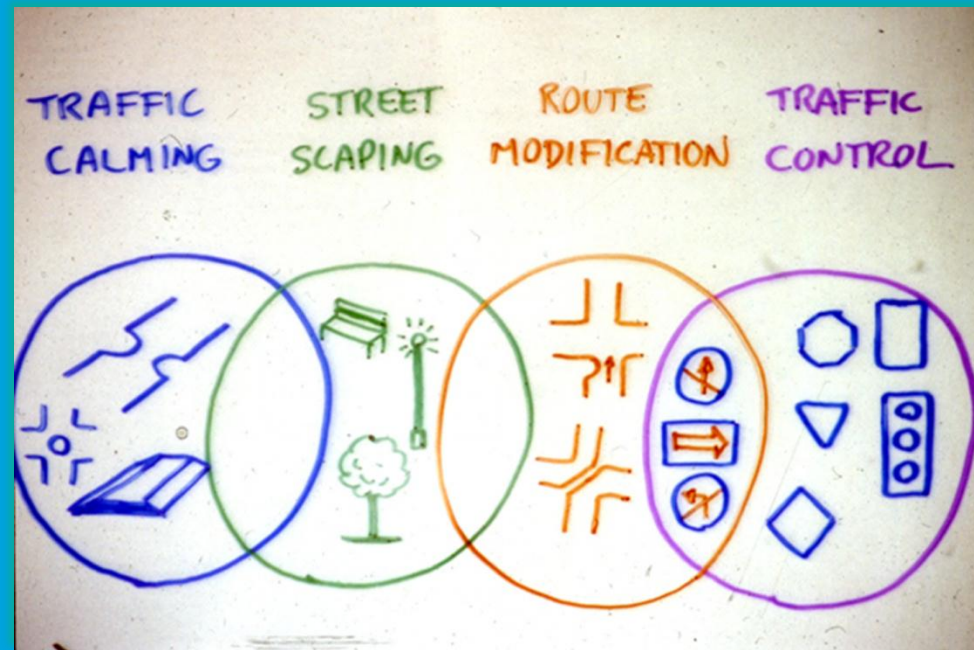 TRAFFIC CALMING
STREET SCAPING
ROUTE MODIFICATION
TRAFFIC CONTROL